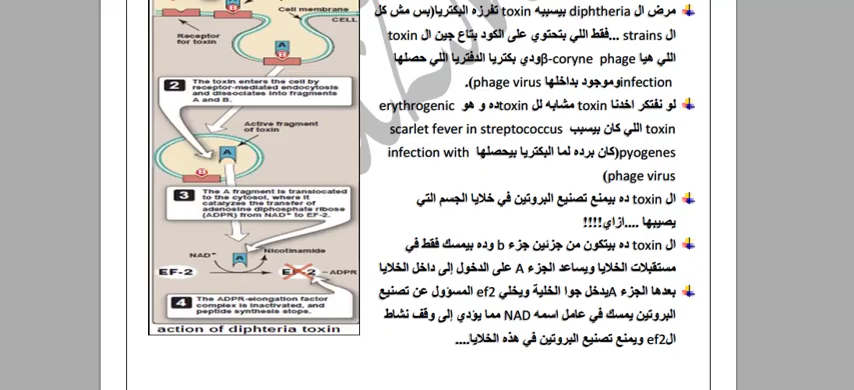 Cell membrane
CELL
Receptor
for toxin
A
B
2 The toxin enters the cell by
receptor-mediated endocytosis
and dissociates into fragments
A and B.
Active fragment
of toxin
A
B
3 The A fragment is translocated
to the cytosol, where it
catalyzes the transfer of
adenosine diphosphate ribose
(ADPR) from NAD⁺ to EF-2.
NAD⁺
A
Nicotinamide
EF-2
EF-2 –ADPR
4 The ADPR-elongation factor
complex is inactivated, and
peptide synthesis stops.
action of diphteria toxin
مرض ال diphtheria بيسببه toxin تفرزه البكتريا(بس مش كل
ال strains ...فقط اللي بتحتوي على الكود بتاع جين ال toxin
اللي هيا β-coryne phage ودي بكتريا الدفتريا اللي حصلها
infection وموجود بداخلها phage virus).
لو نفتكر اخدنا toxin مشابه لل toxin ده و هو erythrogenic
toxin اللي كان بيسبب scarlet fever in streptococcus
pyogenes(كان برده لما البكتريا بيحصلها infection with
phage virus)
ال toxin ده بيمنع تصنيع البروتين في خلايا الجسم التي
يصيبها ....ازاي!!!!
ال toxin ده بيتكون من جزئين جزء b وده بيمسك فقط في
مستقبلات الخلايا ويساعد الجزء A على الدخول إلى داخل الخلايا
بعدها الجزء A يدخل جوا الخلية ويخلي ef2 المسؤول عن تصنيع
البروتين يمسك في عامل اسمه NAD مما يؤدي إلى وقف نشاط
ال ef2 ويمنع تصنيع البروتين في هذه الخلايا....